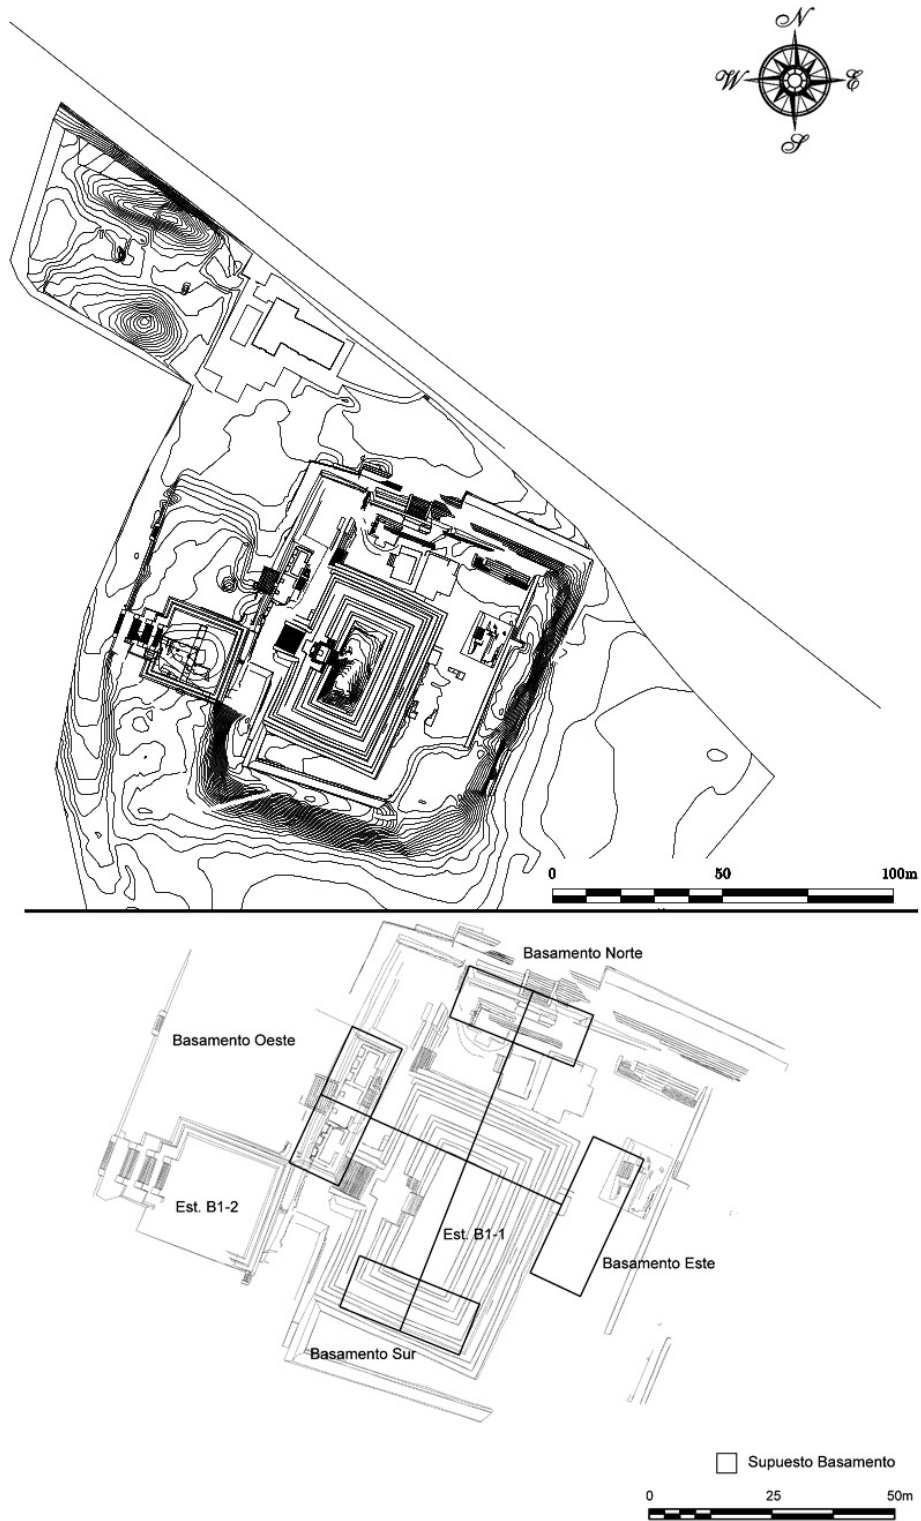 N
W E
S
0 50 100m
Basamento Norte
Basamento Oeste
Est. B1-2
Est. B1-1
Basamento Este
Basamento Sur
Supuesto Basamento
0 25 50m